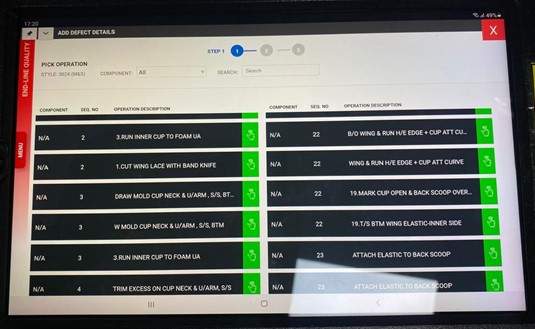 17:20
49%
ADD DEFECT DETAILS
X
END-LINE QUALITY
MENU
STEP 1
1
2
3
PICK OPERATION
COMPONENT:
All
SEARCH:
Search
COMPONENT
SEQ. NO
OPERATION DESCRIPTION
N/A
2
3.RUN INNER CUP TO FOAM UA
N/A
2
1.CUT WING LACE WITH BAND KNIFE
N/A
3
DRAW MOLD CUP NECK & U/ARM , S/S, BT...
N/A
3
W MOLD CUP NECK & U/ARM , S/S, BTM
N/A
3
3.RUN INNER CUP TO FOAM UA
N/A
4
TRIM EXCESS ON CUP NECK & U/ARM, S/S
COMPONENT
SEQ. NO
OPERATION DESCRIPTION
N/A
22
B/O WING & RUN H/E EDGE + CUP ATT CU...
N/A
22
WING & RUN H/E EDGE + CUP ATT CURVE
N/A
22
19.MARK CUP OPEN & BACK SCOOP OVER...
N/A
22
19.T/S BTM WING ELASTIC-INNER SIDE
N/A
23
ATTACH ELASTIC TO BACK SCOOP
N/A
23
ATTACH ELASTIC TO BACK SCOOP